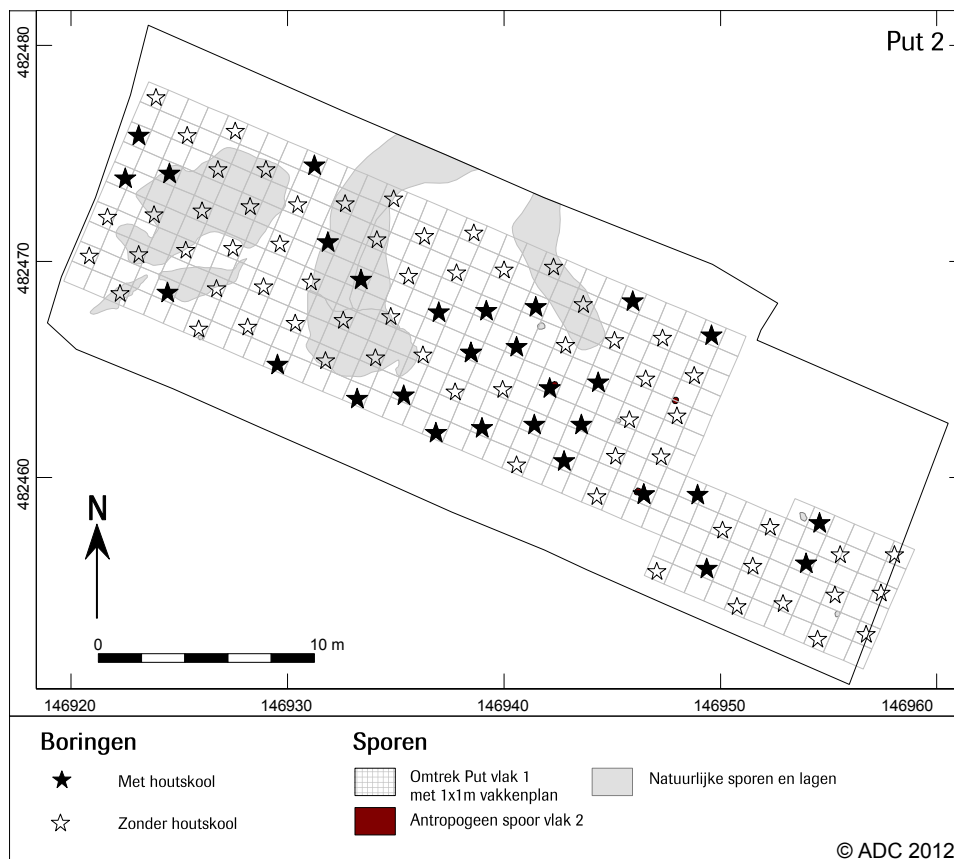 Put 2
482480
482470
482460
N
0 10 m
146920 146930 146940 146950 146960
Boringen
Met houtskool
Zonder houtskool
Sporen
Omtrek Put vlak 1
met 1x1m vakkenplan
Antropogeen spoor vlak 2
Natuurlijke sporen en lagen
© ADC 2012